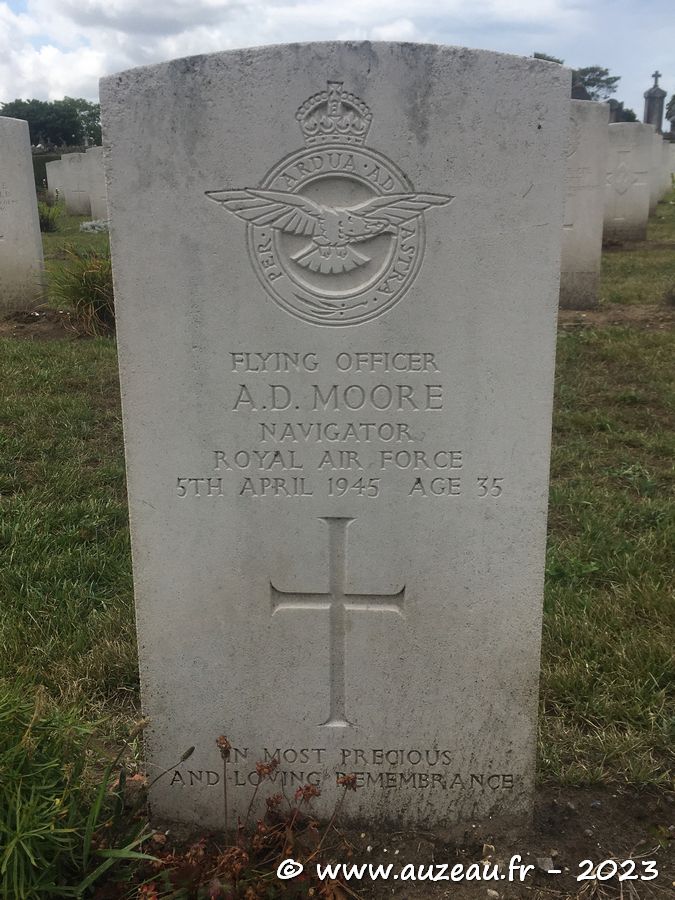 PER ARDUA AD ASTRA
FLYING OFFICER
A.D. MOORE
NAVIGATOR
ROYAL AIR FORCE
5TH APRIL 1945 AGE 35
IN MOST PRECIOUS
AND LOVING REMEMBRANCE
© www.auzeau.fr - 2023